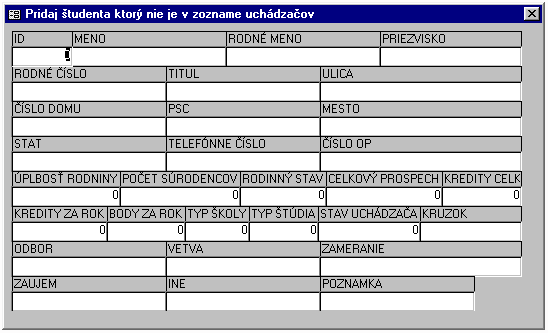 Pridaj študenta ktorý nie je v zozname uchádzačov
ID MENO RODNÉ MENO PRIEZVISKO
RODNÉ ČÍSLO TITUL ULICA
ČÍSLO DOMU PSC MESTO
STAT TELEFÓNNE ČÍSLO ČÍSLO OP
ÚPLBOSŤ RODNINY POČET SÚRODENCOV RODINNÝ STAV CELKOVÝ PROSPECH KREDITY CELK
0 0 0 0 0
KREDITY ZA ROK BODY ZA ROK TYP ŠKOLY TYP ŠTÚDIA STAV UCHÁDZAČA KRUZOK
0 0 0 0 0
ODBOR VETVA ZAMERANIE
ZAUJEM INE POZNAMKA